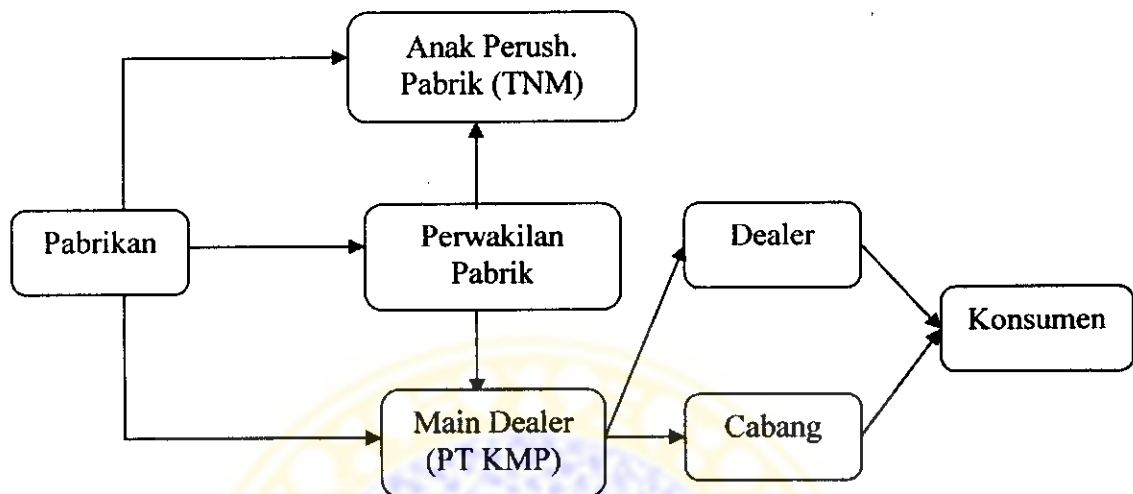 Anak Perush.
Pabrik (TNM)
Pabrikan
Perwakilan
Pabrik
Dealer
Konsumen
Main Dealer
(PT KMP)
Cabang